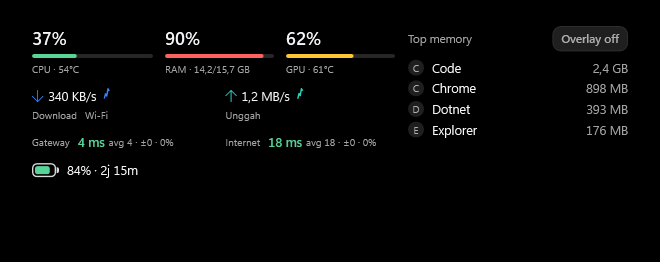 37%
CPU · 54°C
90%
RAM · 14,2/15,7 GB
62%
GPU · 61°C
340 KB/s
Download Wi-Fi
1,2 MB/s
Unggah
Gateway 4 ms avg 4 · ±0 · 0%
Internet 18 ms avg 18 · ±0 · 0%
84% · 2j 15m
Top memory
Overlay off
C Code 2,4 GB
C Chrome 898 MB
D Dotnet 393 MB
E Explorer 176 MB